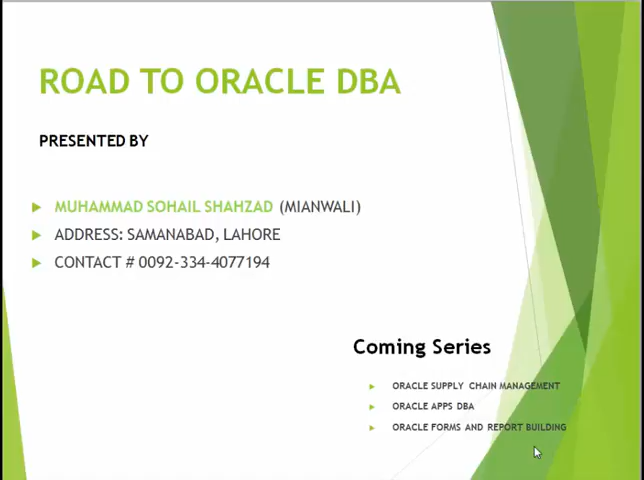 ROAD TO ORACLE DBA
PRESENTED BY
MUHAMMAD SOHAIL SHAHZAD (MIANWALI)
ADDRESS: SAMANABAD, LAHORE
CONTACT # 0092-334-4077194
Coming Series
ORACLE SUPPLY CHAIN MANAGEMENT
ORACLE APPS DBA
ORACLE FORMS AND REPORT BUILDING